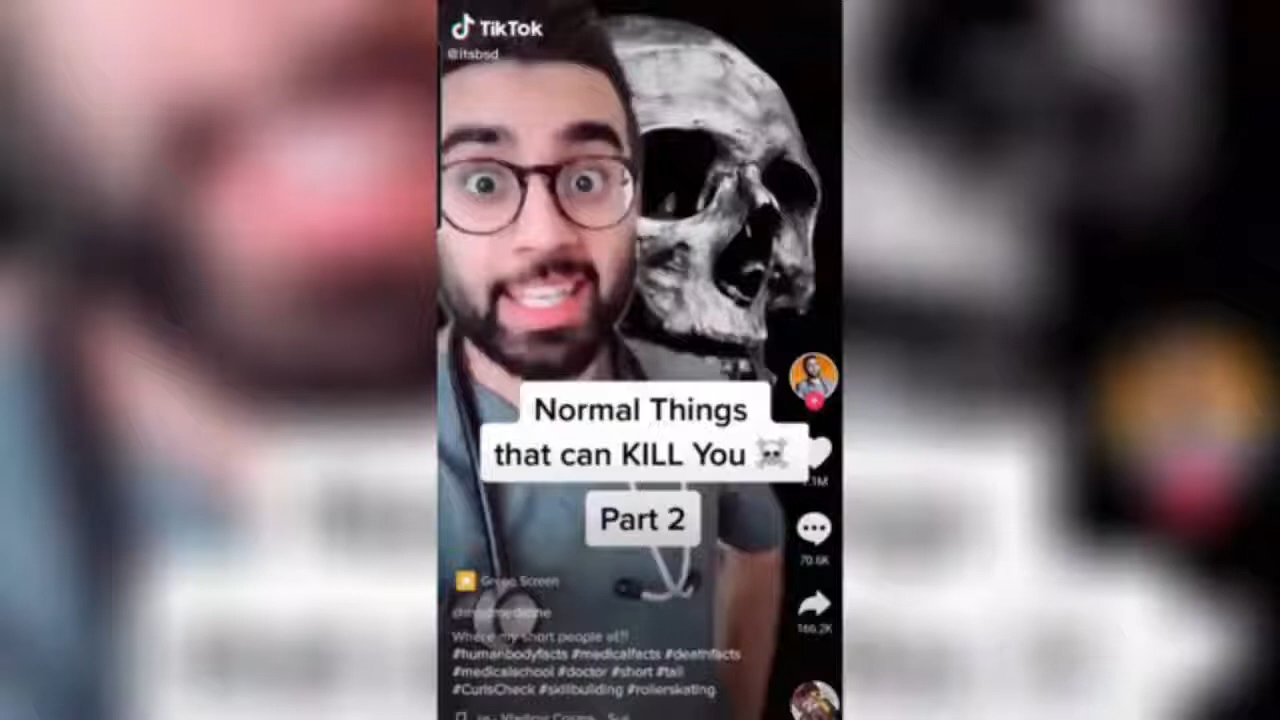 TikTok
@itsbsd
Normal Things
that can KILL You ☠️
Part 2
70.6K
166.2K
Green Screen
Where my short people at!!
#humanbodyfacts #medicalfacts #deathfacts
#medicalschool #doctor #short #tall
#CurlsCheck #skillbuilding #rollerskating